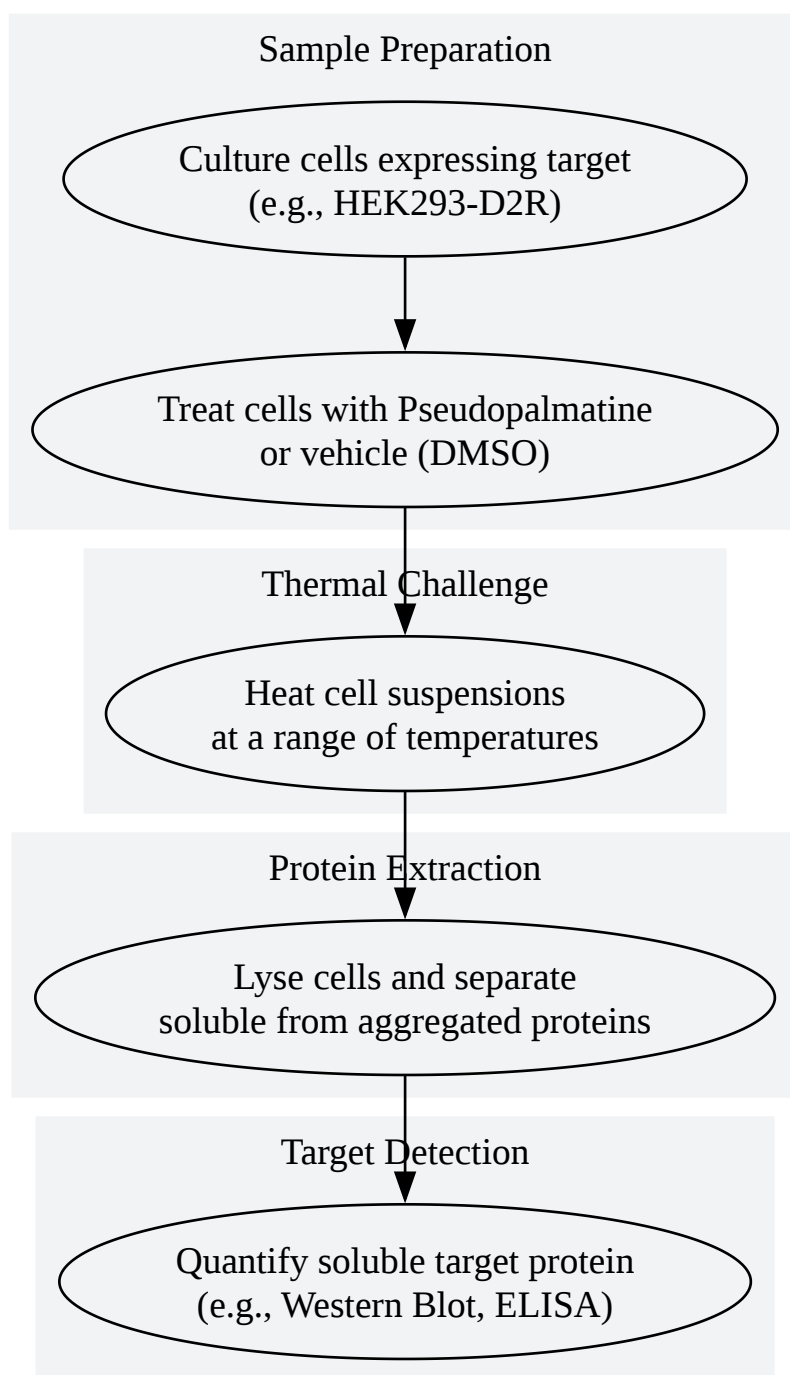 Sample Preparation
Culture cells expressing target
(e.g., HEK293-D2R)
Treat cells with Pseudopalmatine
or vehicle (DMSO)
Thermal Challenge
Heat cell suspensions
at a range of temperatures
Protein Extraction
Lyse cells and separate
soluble from aggregated proteins
Target Detection
Quantify soluble target protein
(e.g., Western Blot, ELISA)